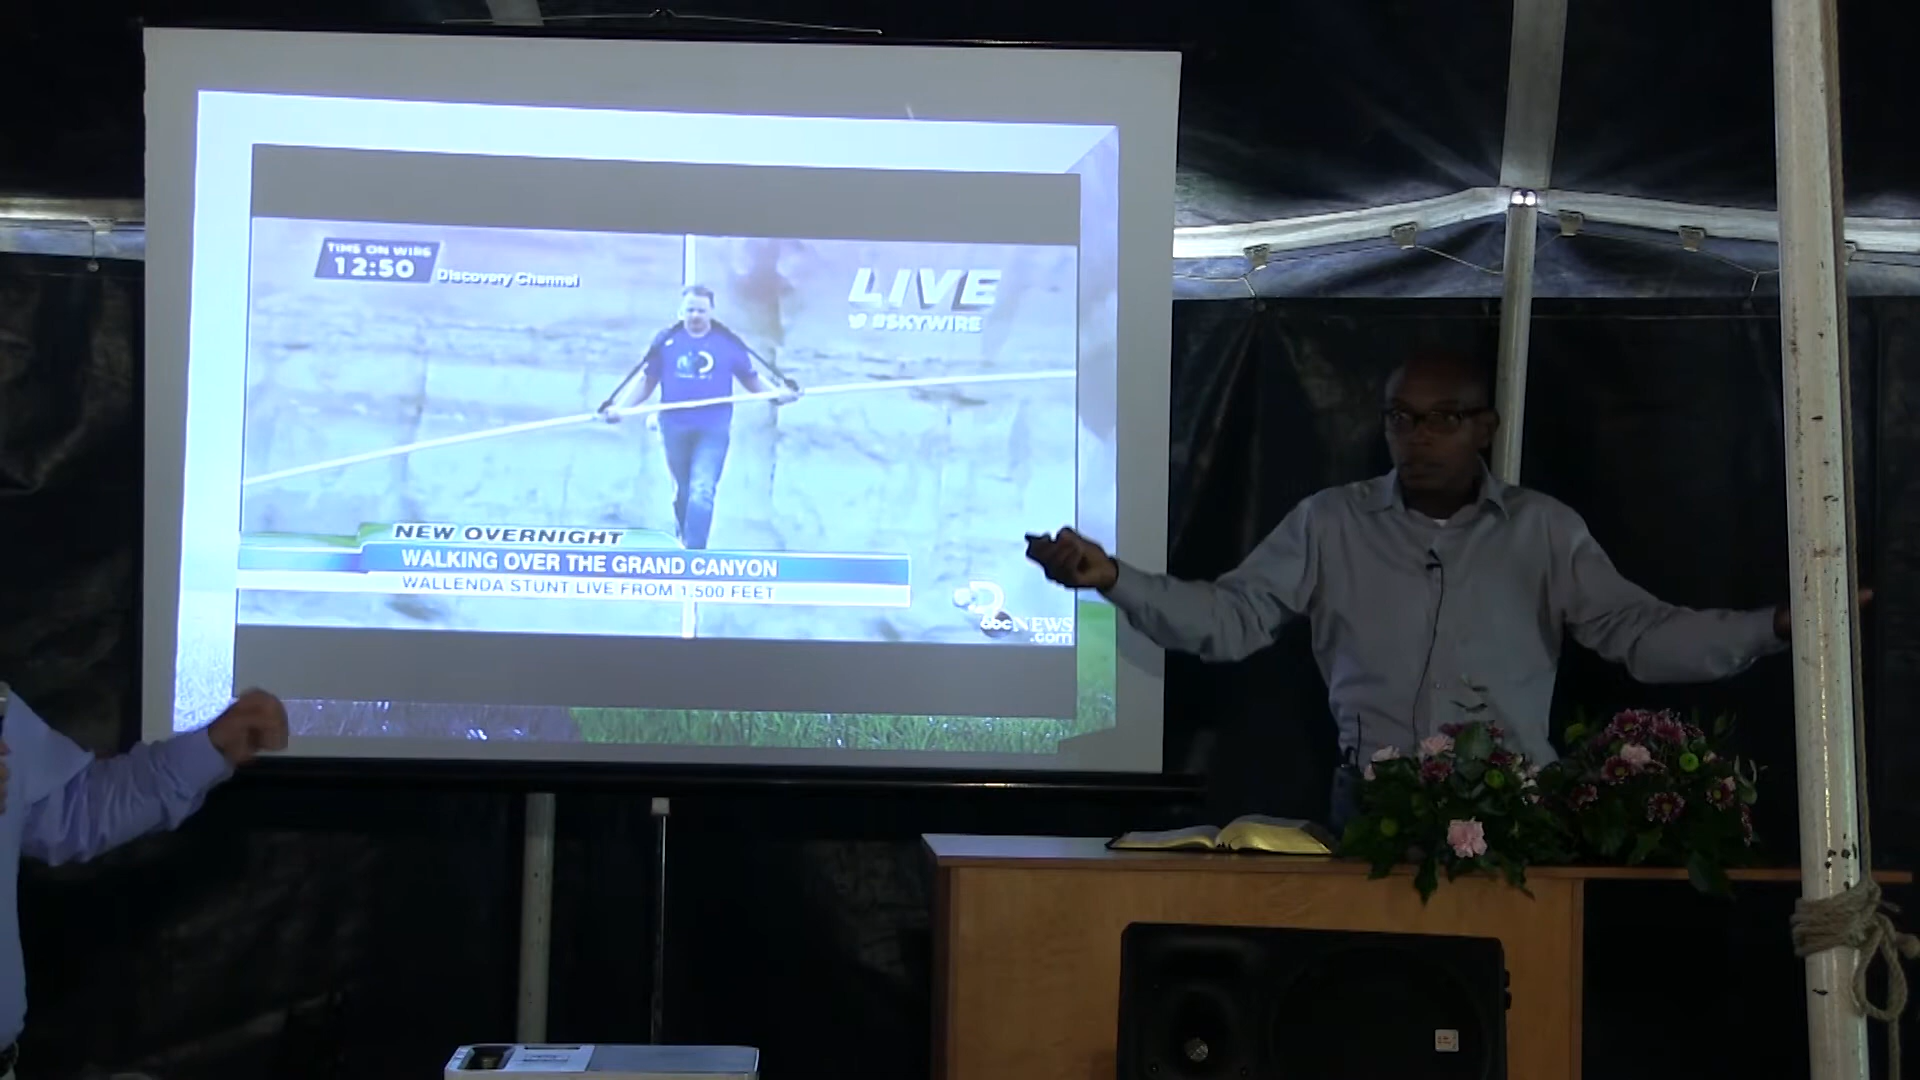 TIME ON WIRE
12:50
Discovery Channel
LIVE
#SKYWIRE
NEW OVERNIGHT
WALKING OVER THE GRAND CANYON
WALLENDA STUNT LIVE FROM 1,500 FEET
abcNEWS
.com